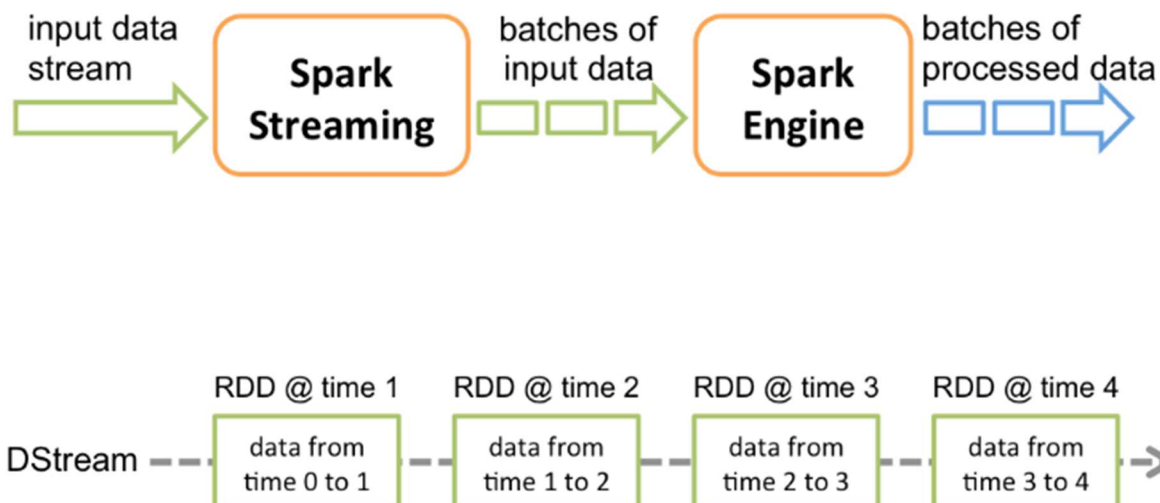 input data
stream
Spark
Streaming
batches of
input data
Spark
Engine
batches of
processed data
RDD @ time 1
RDD @ time 2
RDD @ time 3
RDD @ time 4
DStream
data from
time 0 to 1
data from
time 1 to 2
data from
time 2 to 3
data from
time 3 to 4